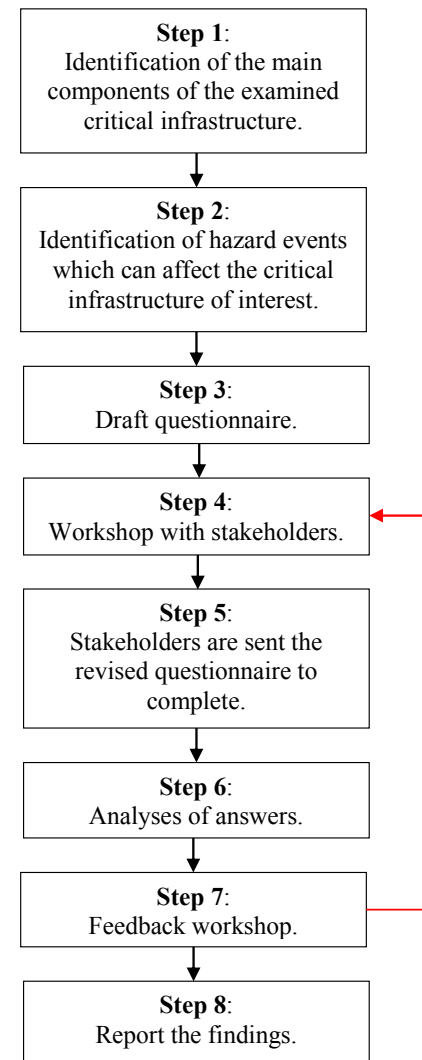 Step 1:
Identification of the main
components of the examined
critical infrastructure.
Step 2:
Identification of hazard events
which can affect the critical
infrastructure of interest.
Step 3:
Draft questionnaire.
Step 4:
Workshop with stakeholders.
Step 5:
Stakeholders are sent the
revised questionnaire to
complete.
Step 6:
Analyses of answers.
Step 7:
Feedback workshop.
Step 8:
Report the findings.